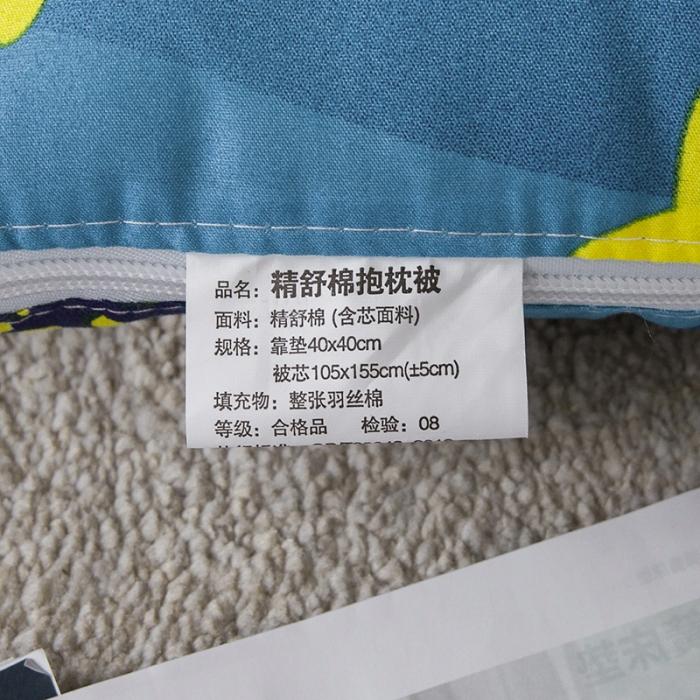 品名：精舒棉抱枕被
面料：精舒棉 (含芯面料)
规格：靠垫40x40cm
被芯105x155cm(±5cm)
填充物：整张羽丝棉
等级：合格品 检验：08
床垫